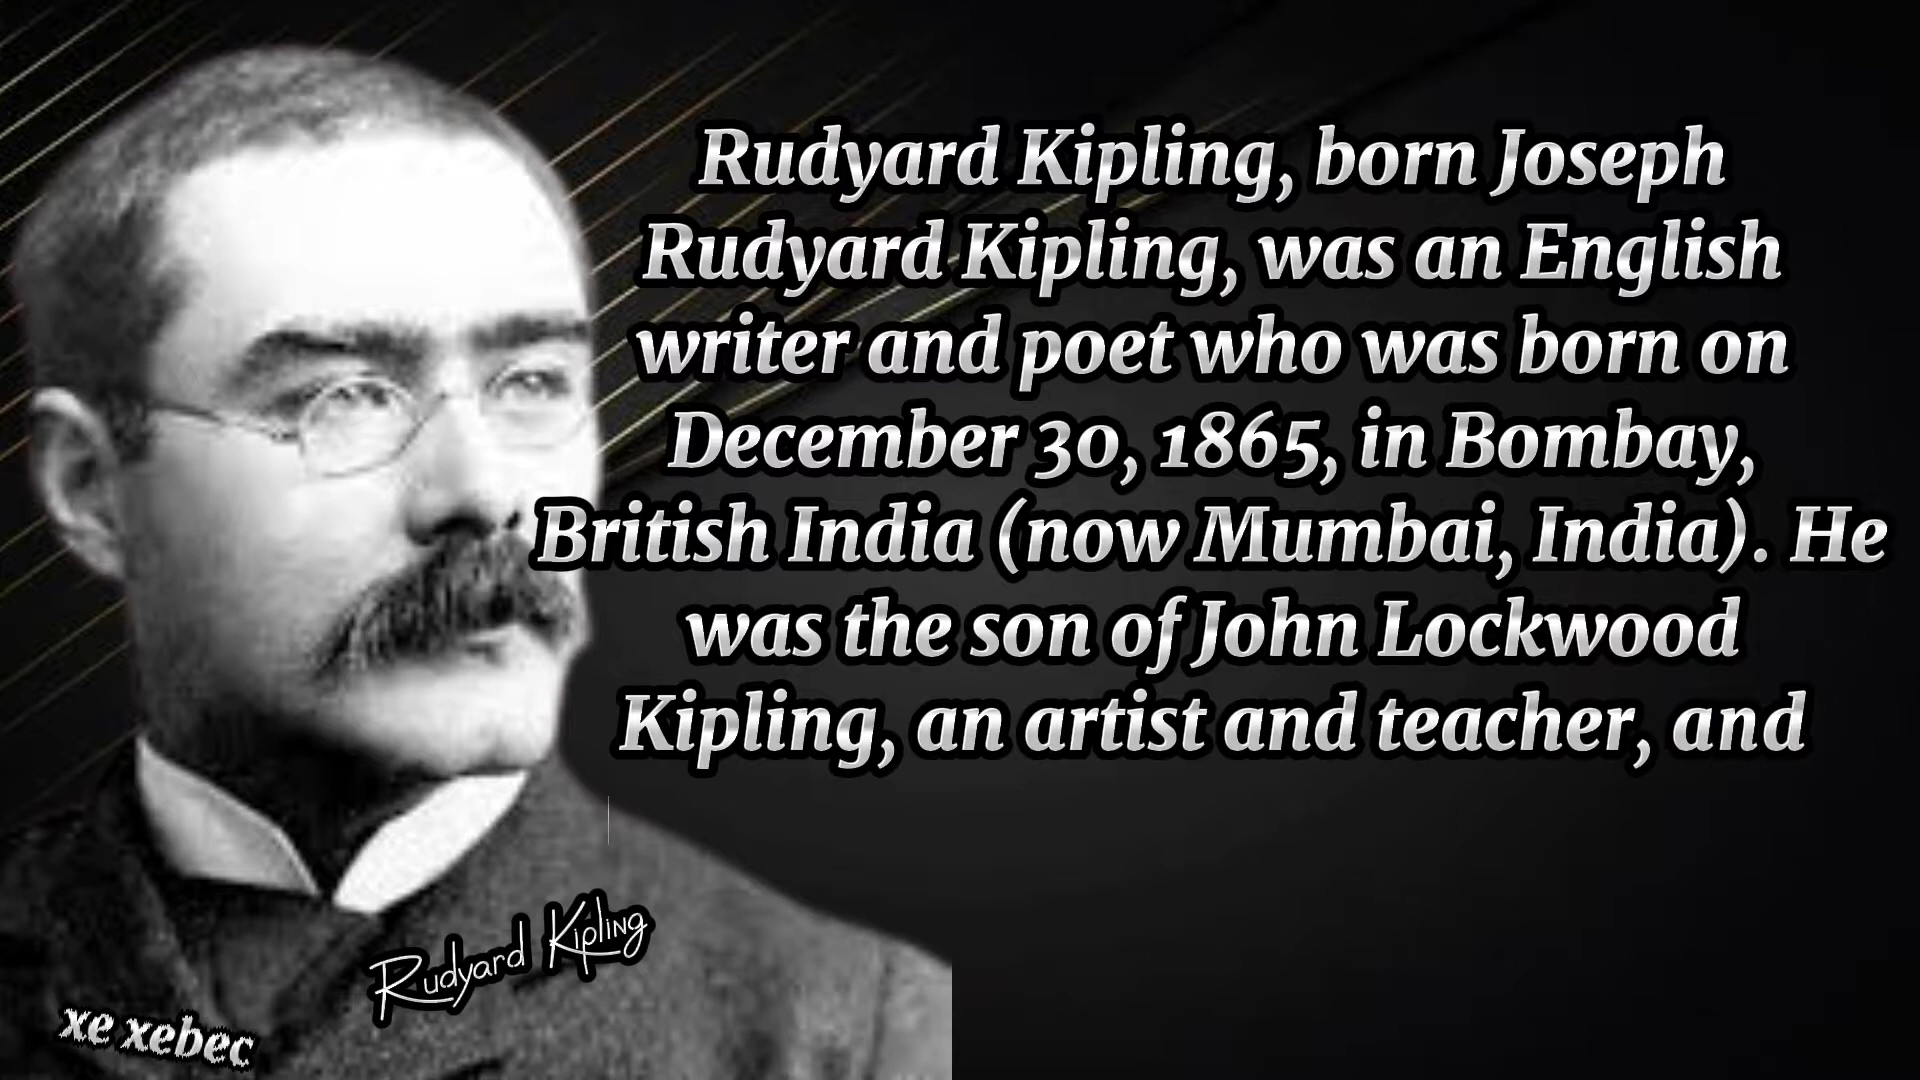 Rudyard Kipling, born Joseph
Rudyard Kipling, was an English
writer and poet who was born on
December 30, 1865, in Bombay,
British India (now Mumbai, India). He
was the son of John Lockwood
Kipling, an artist and teacher, and
Rudyard Kipling
xe xebec